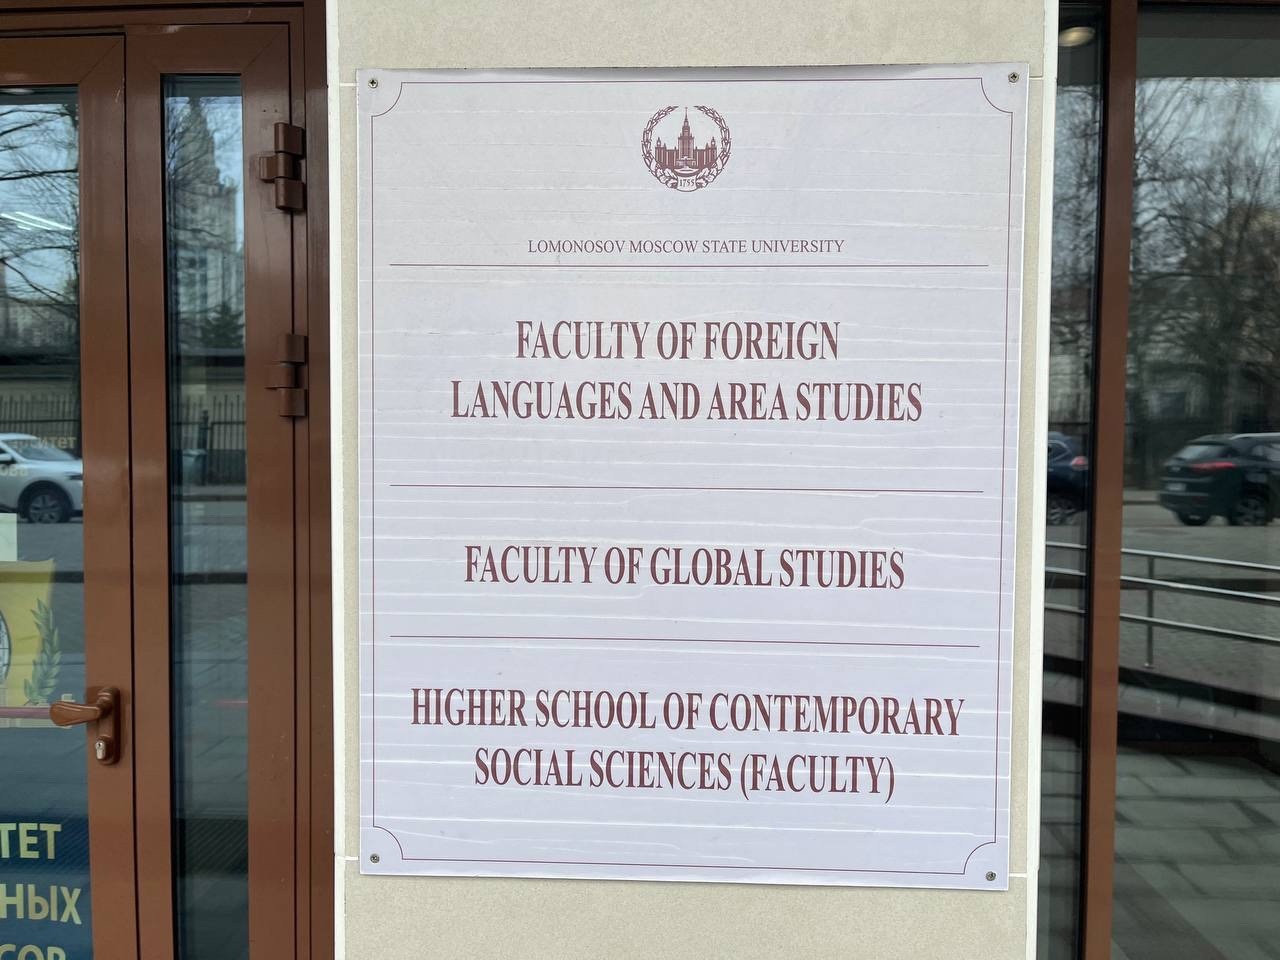 1755
LOMONOSOV MOSCOW STATE UNIVERSITY
FACULTY OF FOREIGN
LANGUAGES AND AREA STUDIES
FACULTY OF GLOBAL STUDIES
HIGHER SCHOOL OF CONTEMPORARY
SOCIAL SCIENCES (FACULTY)
ТЕТ
НЫХ
СОВ